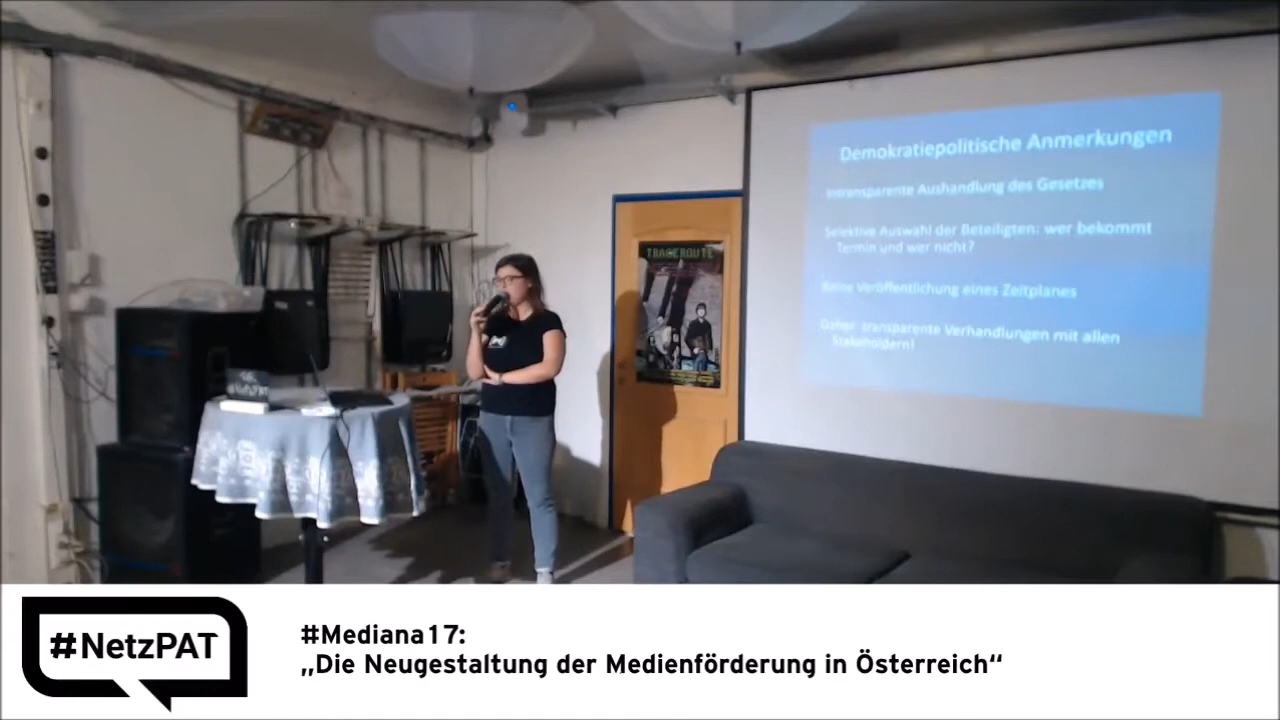 Demokratiepolitische Anmerkungen
Intransparente Aushandlung des Gesetzes
Selektive Auswahl der Beteiligten: wer bekommt
Termin und wer nicht?
Keine Veröffentlichung eines Zeitplanes
Daher transparente Verhandlungen mit allen
Stakeholdern!
TRACEROUTE
#NetzPAT
#Mediana17:
„Die Neugestaltung der Medienförderung in Österreich“